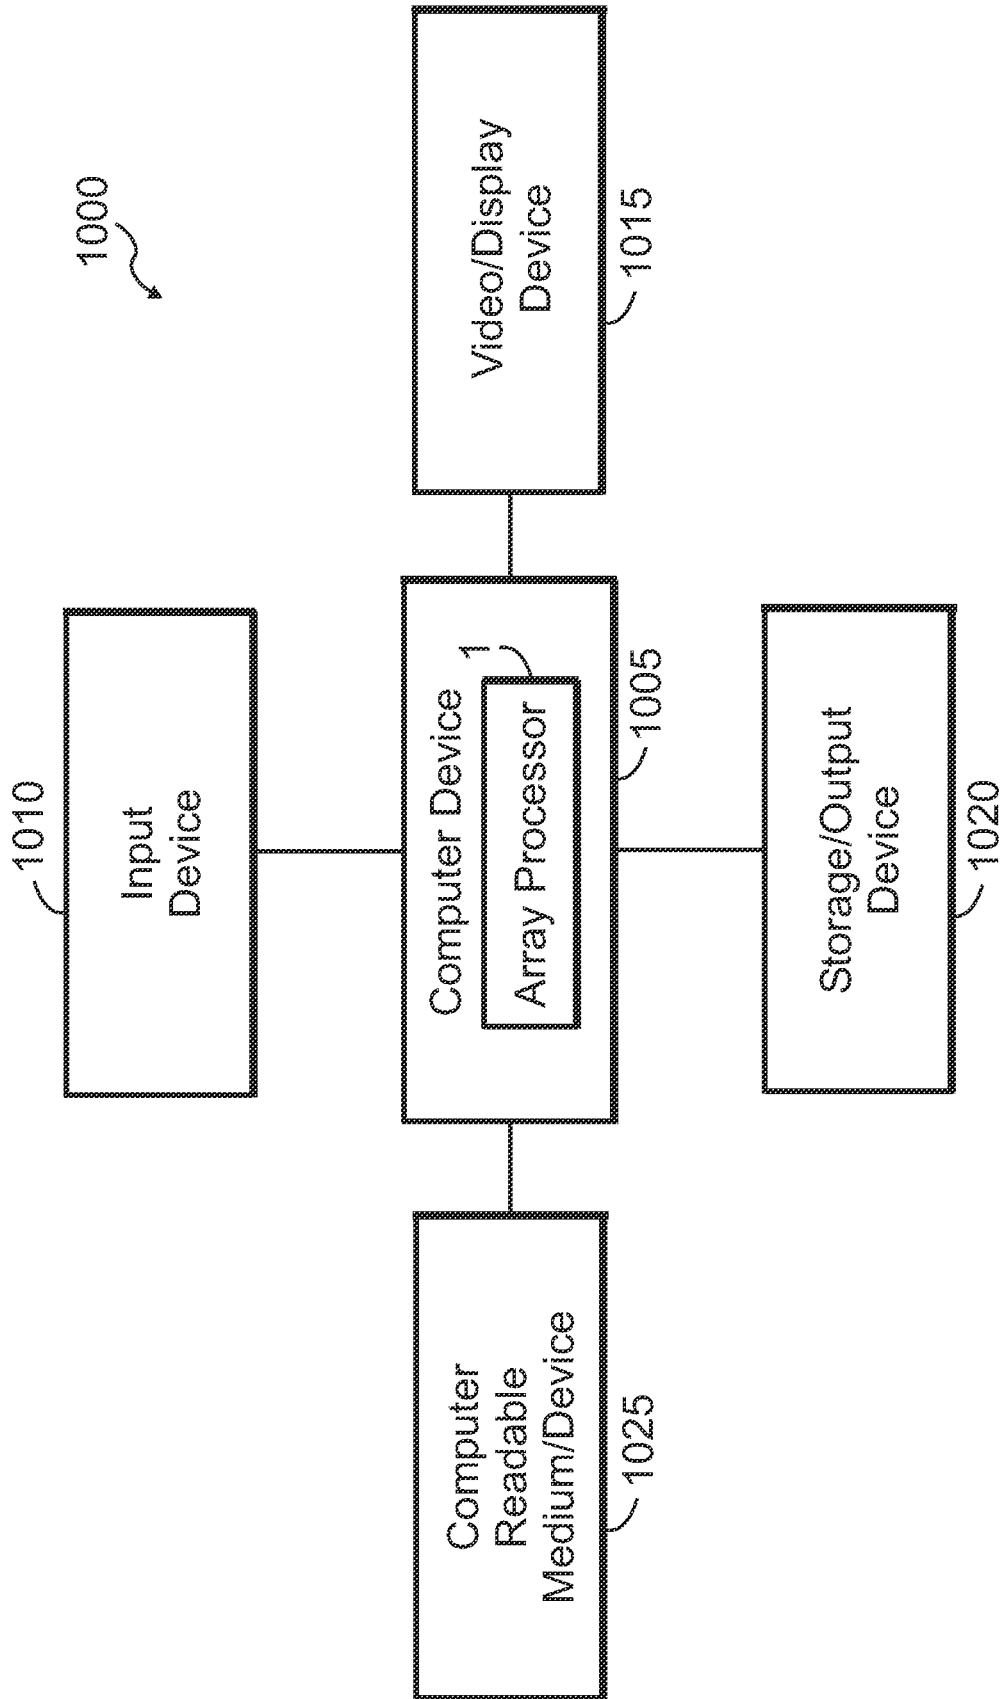 1000
1010
Input
Device
Computer
Readable
Medium/Device
1025
Computer Device
1
Array Processor
1005
Video/Display
Device
1015
Storage/Output
Device
1020